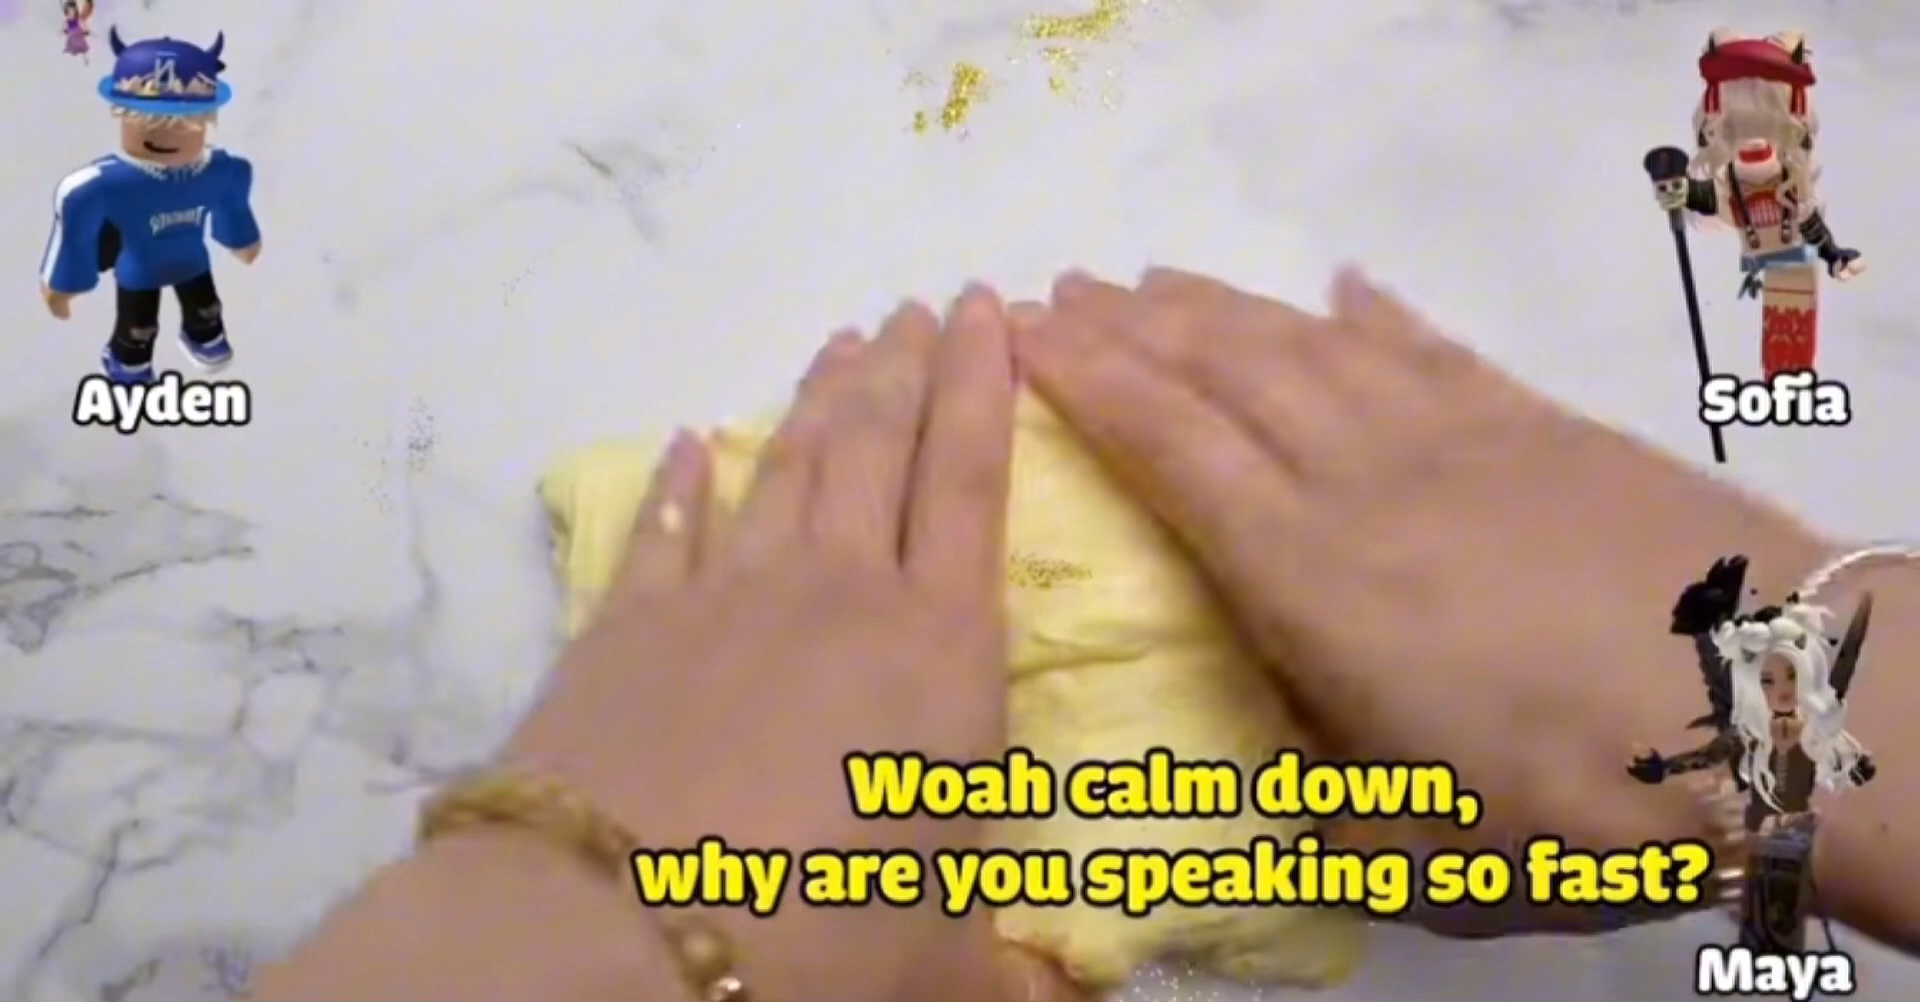 Ayden
Sofia
Woah calm down,
why are you speaking so fast?
Maya